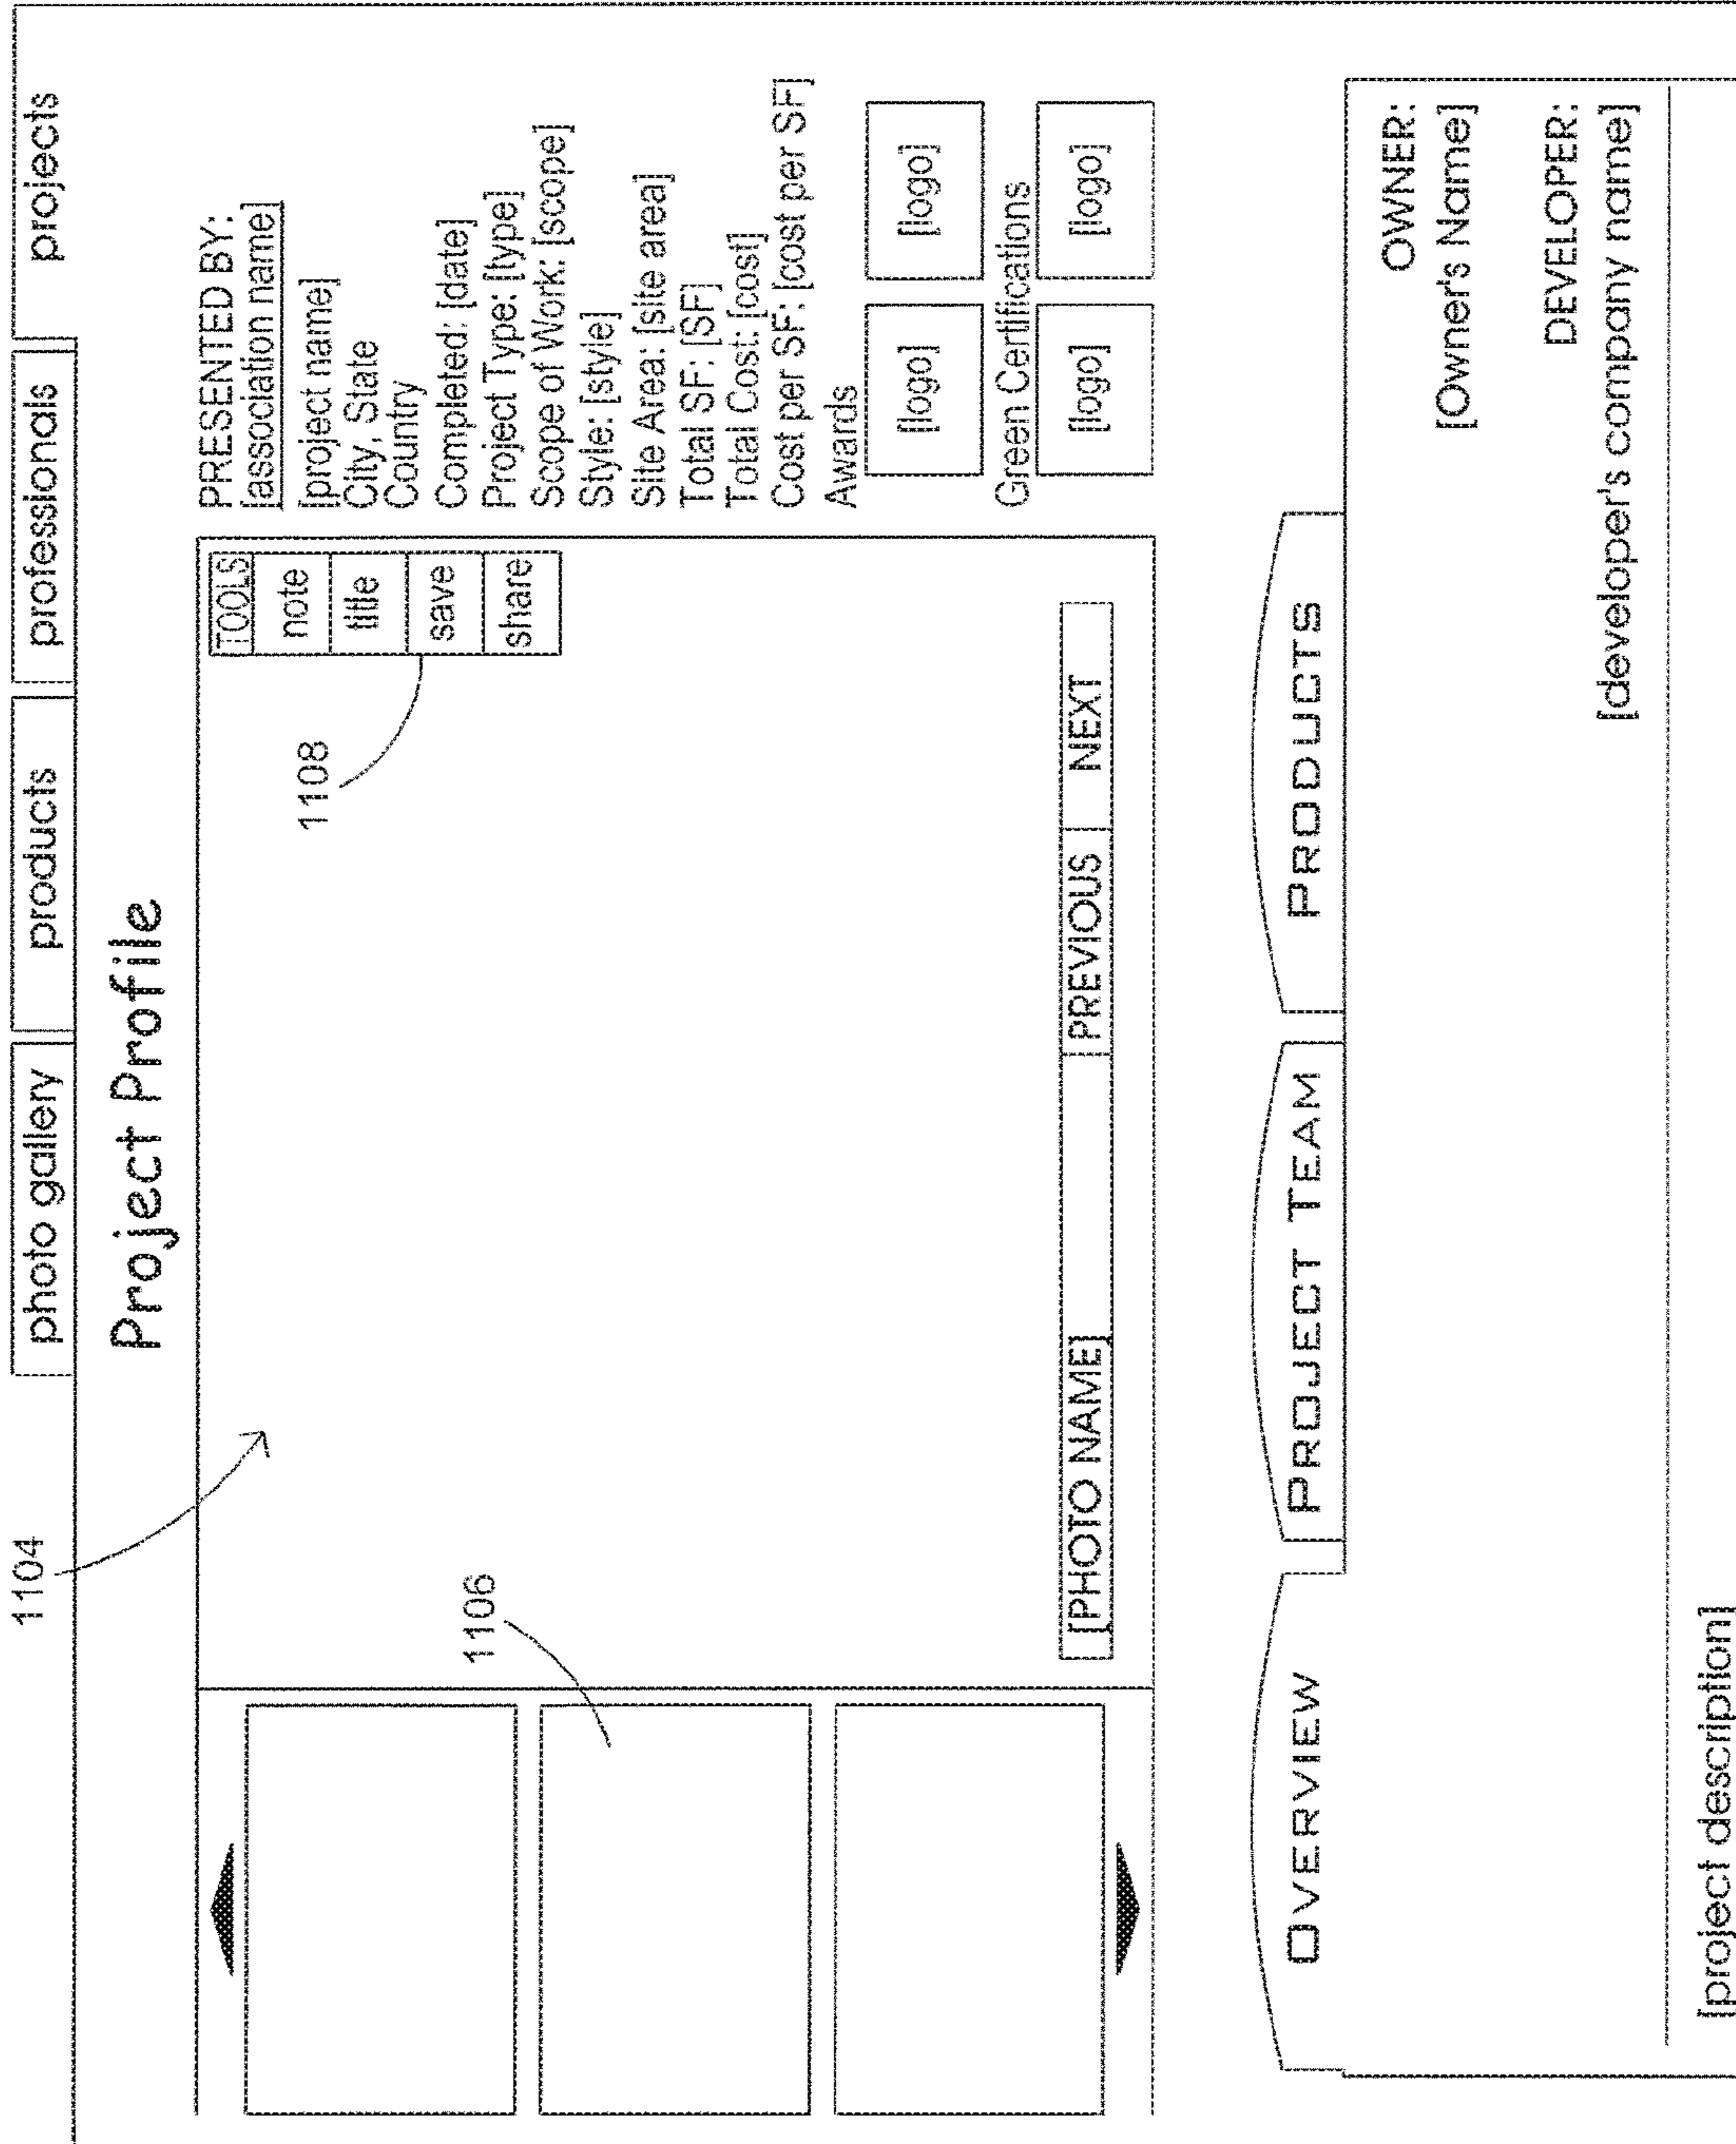 photo gallery
products
professionals
projects
Project Profile
1104
1106
1108
TOOLS
note
title
save
share
[PHOTO NAME]
PREVIOUS
NEXT
PRESENTED BY:
[association name]
[project name]
City, State
Country
Completed: [date]
Project Type: [type]
Scope of Work: [scope]
Style: [style]
Site Area: [site area]
Total SF: [SF]
Total Cost: [cost]
Cost per SF: [cost per SF]
Awards
[logo]
[logo]
Green Certifications
[logo]
[logo]
OVERVIEW
PROJECT TEAM
PRODUCTS
OWNER:
[Owner's Name]
DEVELOPER:
[developer's company name]
[project description]